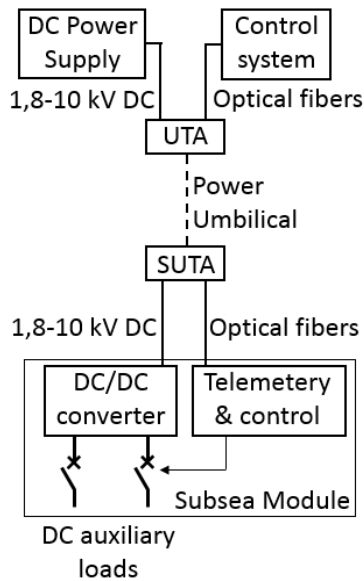 DC Power
Supply
Control
system
1,8-10 kV DC
Optical fibers
UTA
Power
Umbilical
SUTA
1,8-10 kV DC
Optical fibers
DC/DC
converter
Telemetery
& control
Subsea Module
DC auxiliary
loads